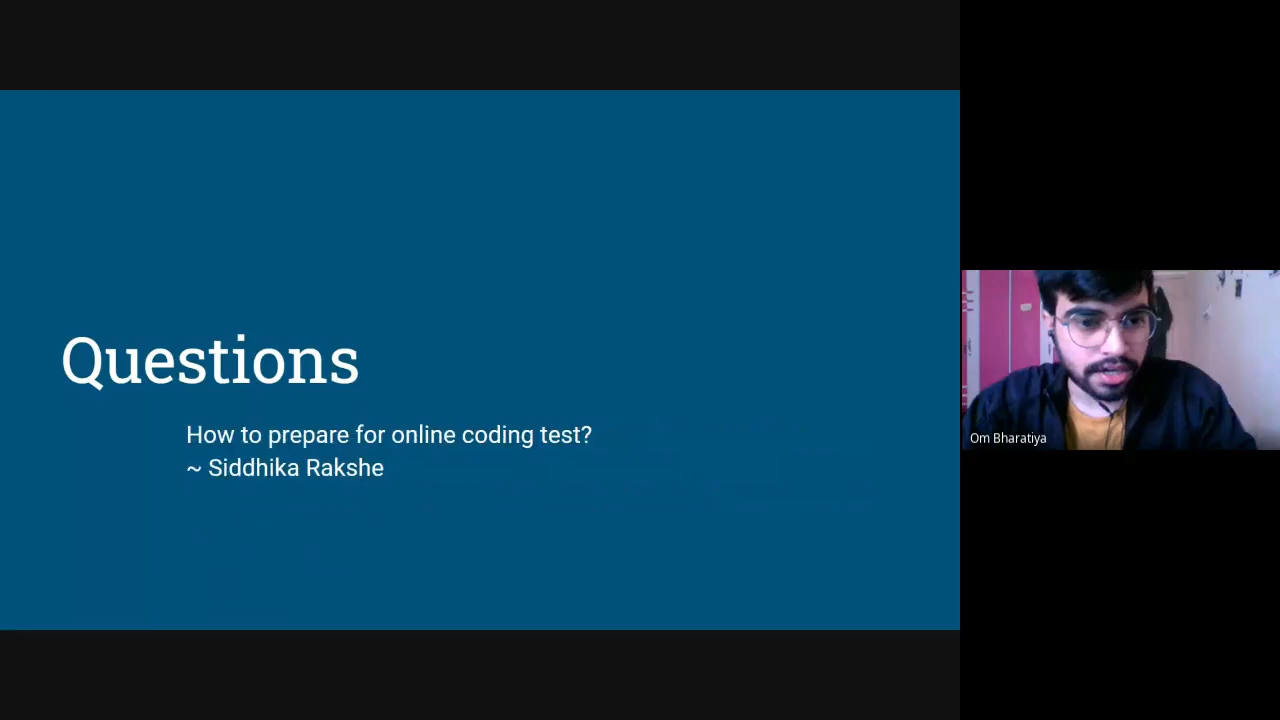 Questions
How to prepare for online coding test?
~ Siddhika Rakshe
Om Bharatiya